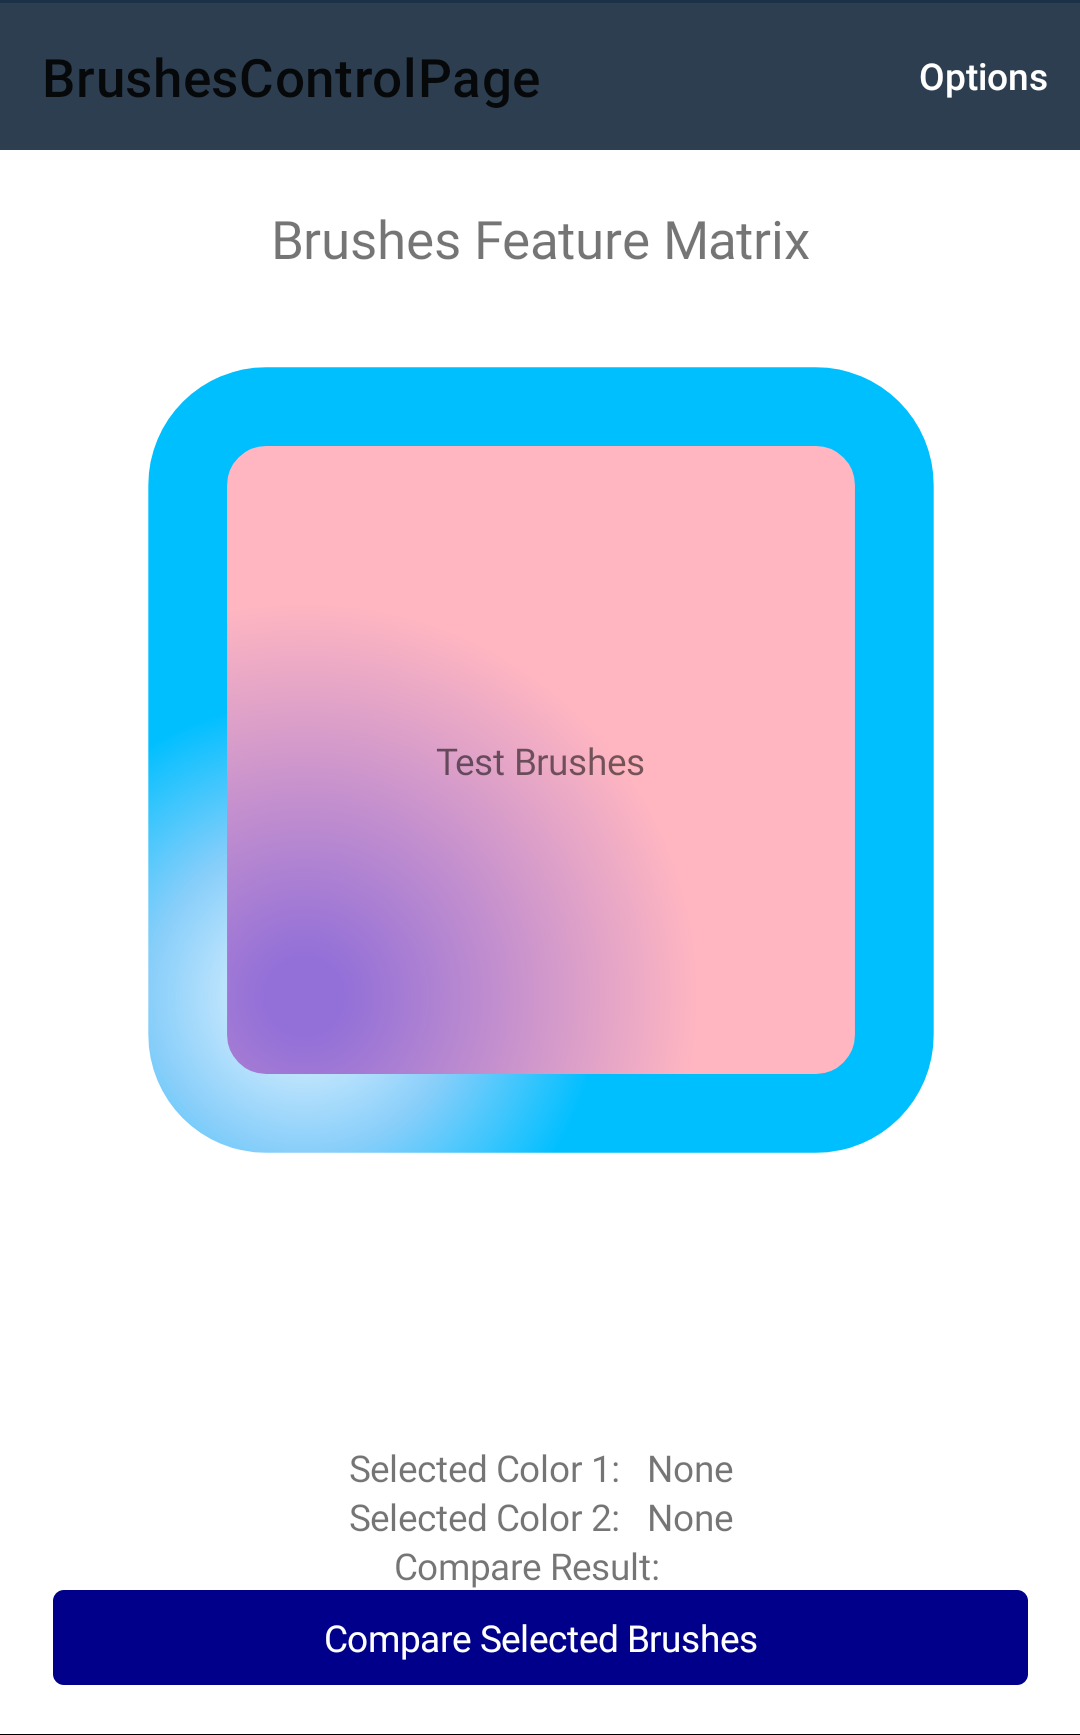 BrushesControlPage
Options
Brushes Feature Matrix
Test Brushes
Selected Color 1: None
Selected Color 2: None
Compare Result:
Compare Selected Brushes